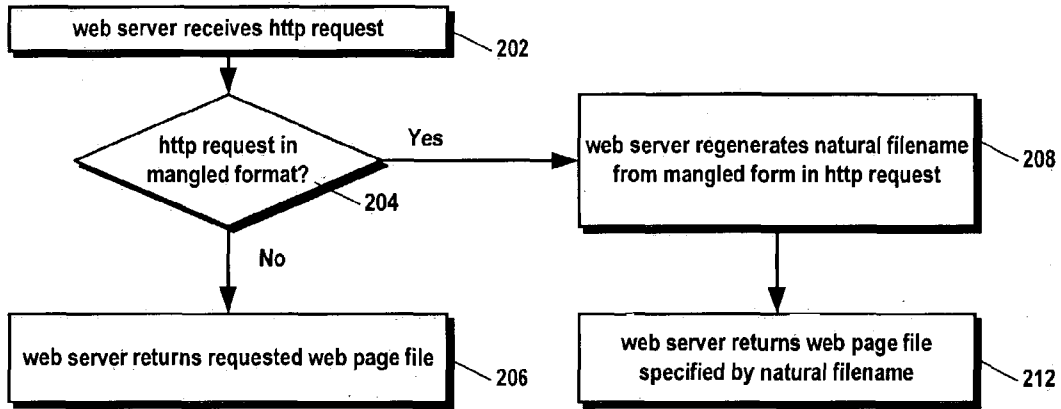 web server receives http request
202
http request in
mangled format?
204
Yes
web server regenerates natural filename
from mangled form in http request
208
No
web server returns requested web page file
206
web server returns web page file
specified by natural filename
212